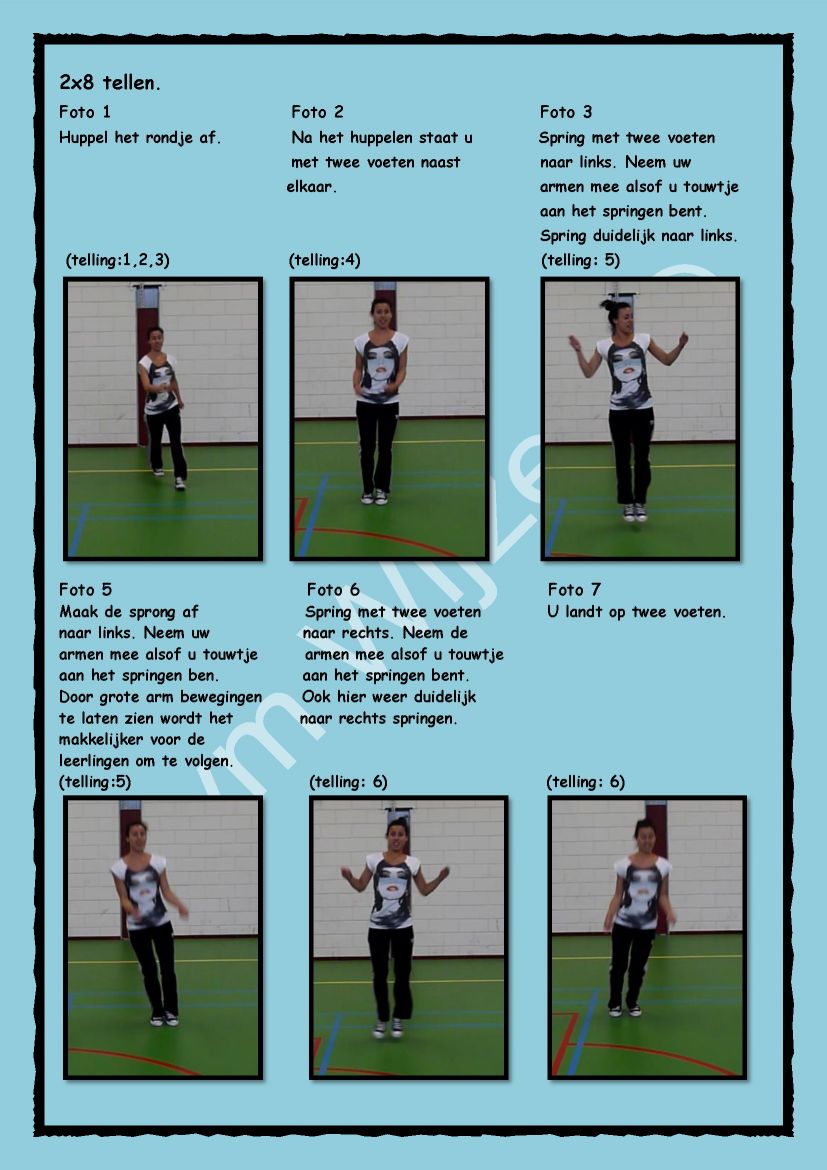 2x8 tellen.
Foto 1
Huppel het rondje af.
(telling:1,2,3)
Foto 2
Na het huppelen staat u
met twee voeten naast
elkaar.
(telling:4)
Foto 3
Spring met twee voeten
naar links. Neem uw
armen mee alsof u touwtje
aan het springen bent.
Spring duidelijk naar links.
(telling: 5)
Foto 5
Maak de sprong af
naar links. Neem uw
armen mee alsof u touwtje
aan het springen ben.
Door grote arm bewegingen
te laten zien wordt het
makkelijker voor de
leerlingen om te volgen.
(telling:5)
Foto 6
Spring met twee voeten
naar rechts. Neem de
armen mee alsof u touwtje
aan het springen bent.
Ook hier weer duidelijk
naar rechts springen.
(telling: 6)
Foto 7
U landt op twee voeten.
(telling: 6)